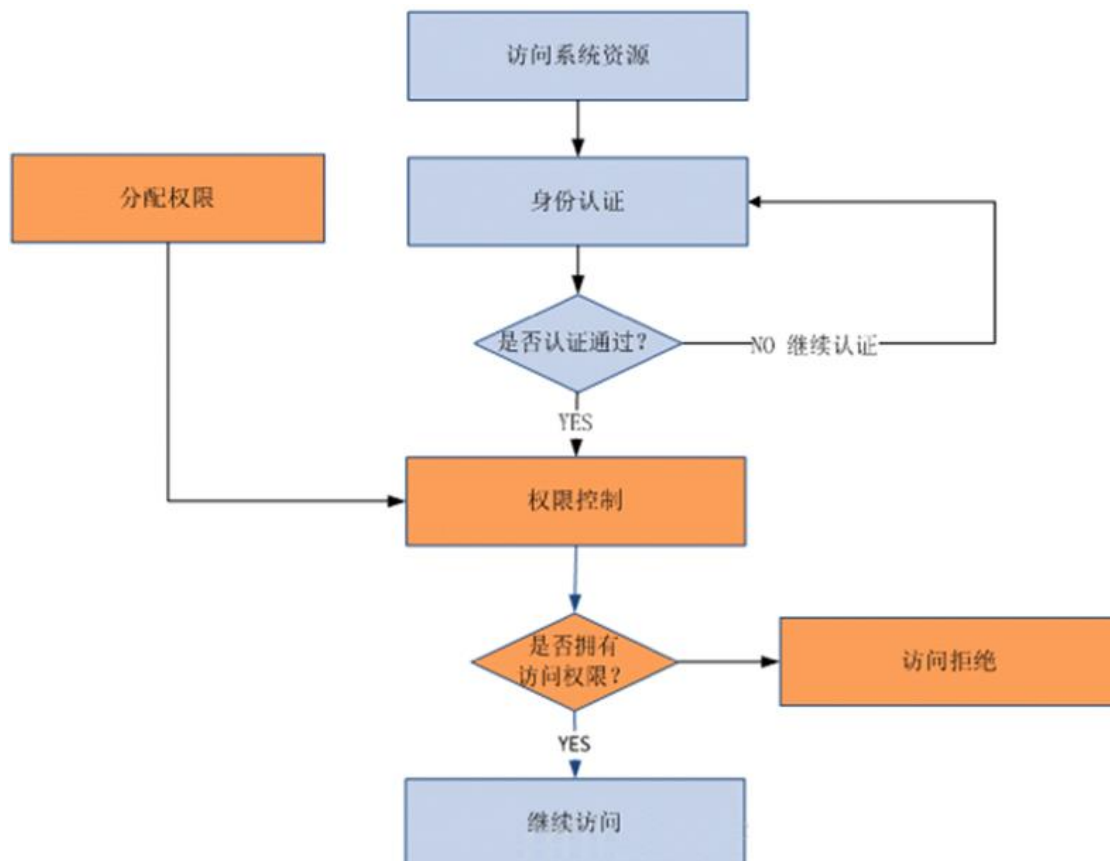 访问系统资源
分配权限
身份认证
是否认证通过?
NO 继续认证
YES
权限控制
是否拥有
访问权限?
访问拒绝
YES
继续访问